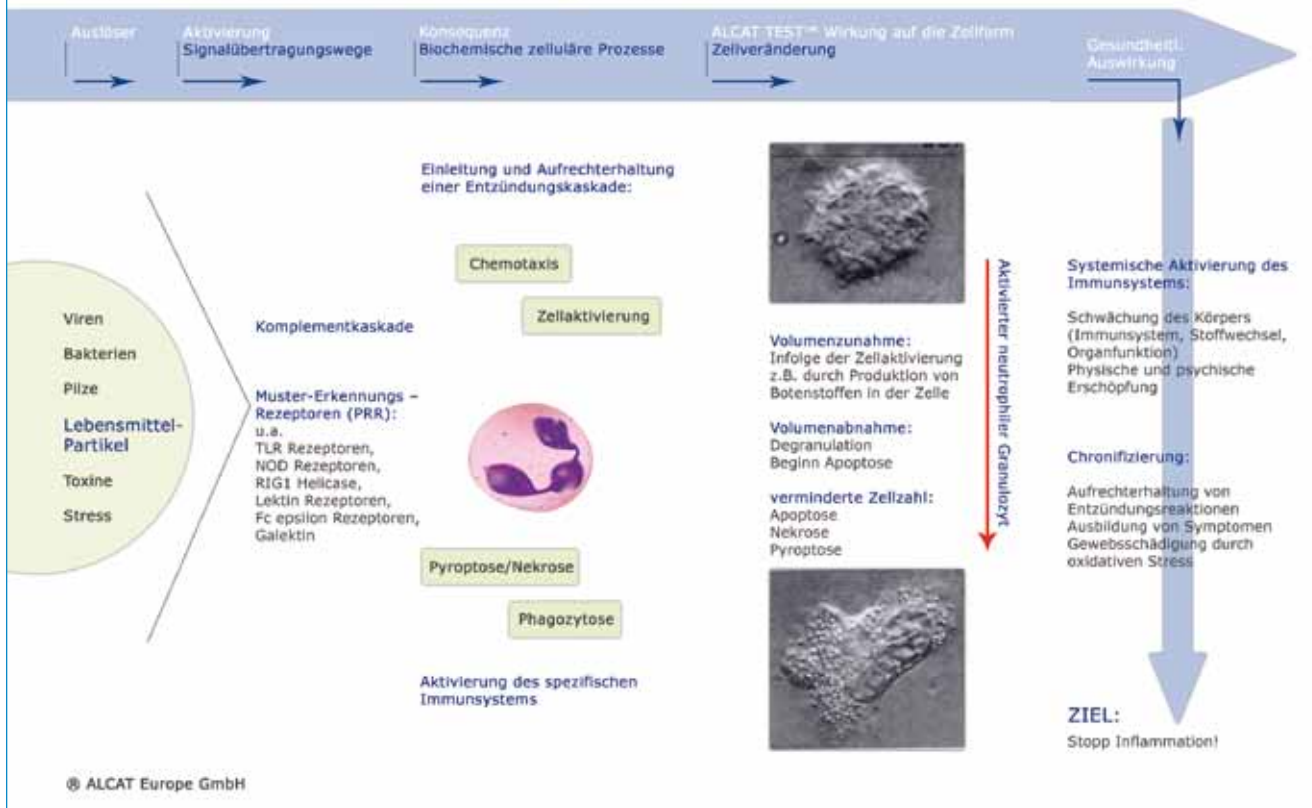 Auslöser
Aktivierung
Signalübertragungswege
Konsequenz
Biochemische zelluläre Prozesse
ALCAT TEST™ Wirkung auf die Zellform
Zellveränderung
Gesundheitl.
Auswirkung
Viren
Bakterien
Pilze
Lebensmittel-
Partikel
Toxine
Stress
Komplementkaskade
Muster-Erkennungs –
Rezeptoren (PRR):
u.a.
TLR Rezeptoren,
NOD Rezeptoren,
RIG1 Helicase,
Lektin Rezeptoren,
Fc epsilon Rezeptoren,
Galektin
Einleitung und Aufrechterhaltung
einer Entzündungskaskade:
Chemotaxis
Zellaktivierung
Pyroptose/Nekrose
Phagozytose
Aktivierung des spezifischen
Immunsystems
Volumenzunahme:
Infolge der Zellaktivierung
z.B. durch Produktion von
Botenstoffen in der Zelle
Volumenabnahme:
Degranulation
Beginn Apoptose
verminderte Zellzahl:
Apoptose
Nekrose
Pyroptose
Aktivierter neutrophiler Granulozyt
Systemische Aktivierung des
Immunsystems:
Schwächung des Körpers
(Immunsystem, Stoffwechsel,
Organfunktion)
Physische und psychische
Erschöpfung
Chronifizierung:
Aufrechterhaltung von
Entzündungsreaktionen
Ausbildung von Symptomen
Gewebsschädigung durch
oxidativen Stress
ZIEL:
Stopp Inflammation!
® ALCAT Europe GmbH